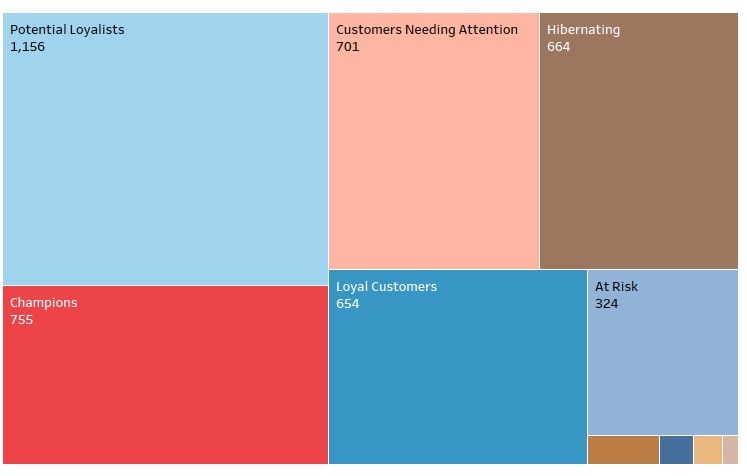 Potential Loyalists
1,156
Customers Needing Attention
701
Hibernating
664
Champions
755
Loyal Customers
654
At Risk
324